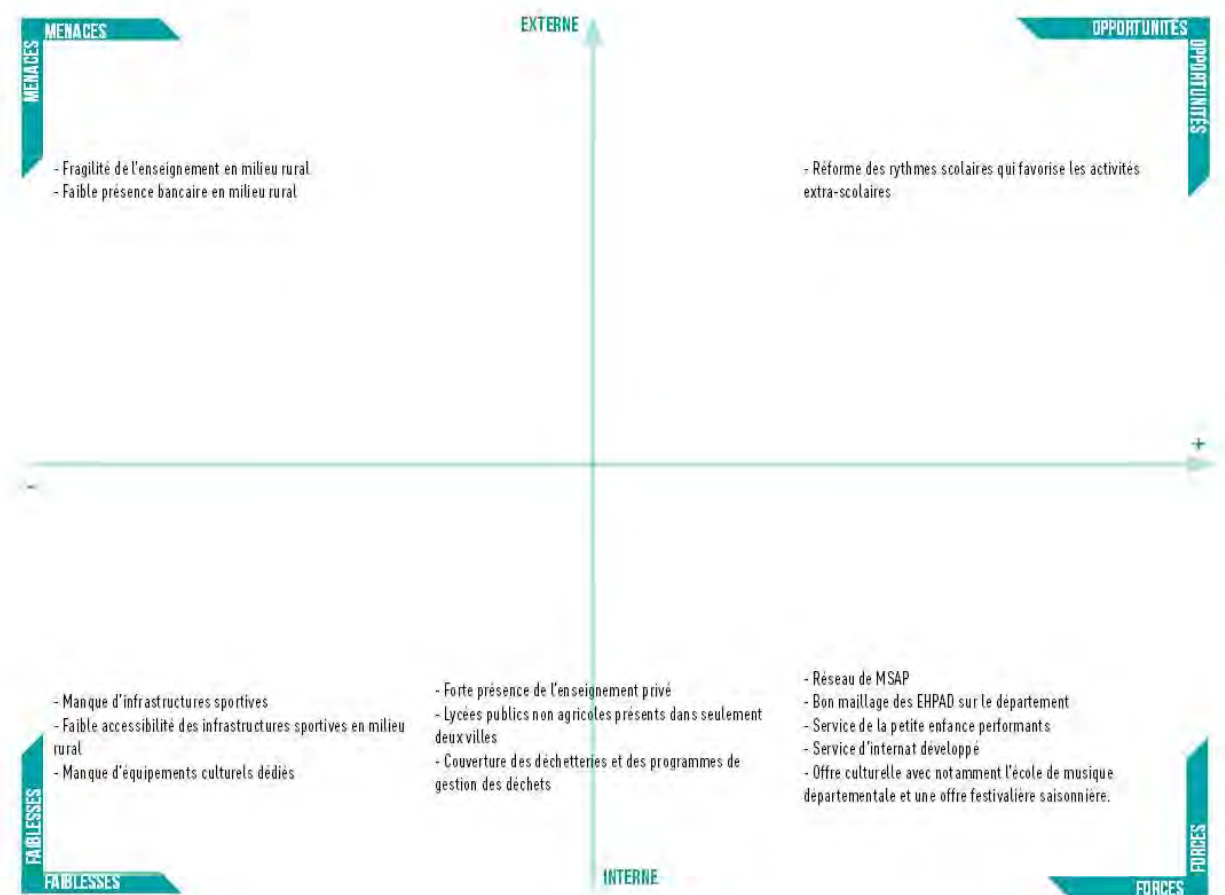 MENACES
MENACES
EXTERNE
OPPORTUNITÉS
OPPORTUNITÉS
- Fragilité de l'enseignement en milieu rural
- Faible présence bancaire en milieu rural
- Réforme des rythmes scolaires qui favorise les activités
extra-scolaires
+
-
- Manque d'infrastructures sportives
- Faible accessibilité des infrastructures sportives en milieu
rural
- Manque d'équipements culturels dédiés
- Forte présence de l'enseignement privé
- Lycées publics non agricoles présents dans seulement
deux villes
- Couverture des déchetteries et des programmes de
gestion des déchets
- Réseau de MSAP
- Bon maillage des EHPAD sur le département
- Service de la petite enfance performants
- Service d'internat développé
- Offre culturelle avec notamment l'école de musique
départementale et une offre festivalière saisonnière.
FAIBLESSES
FAIBLESSES
INTERNE
FORCES
FORCES